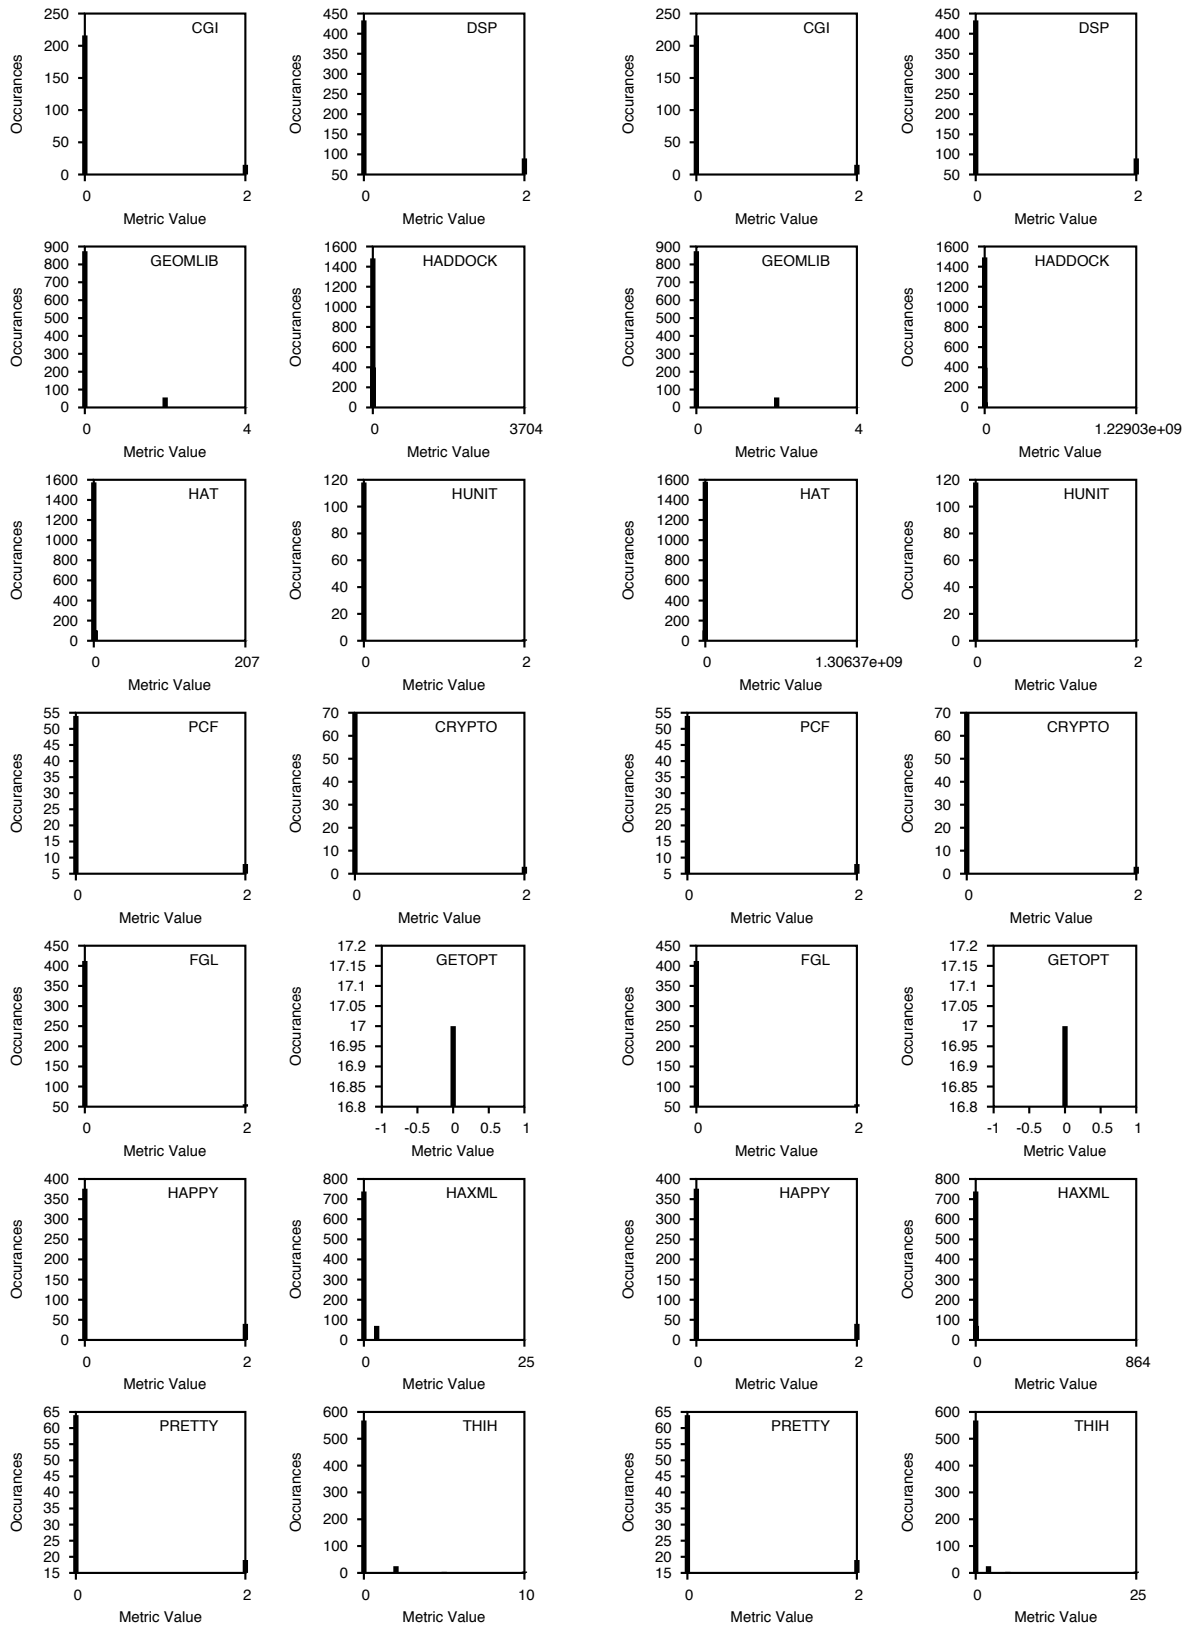 250 CGI 450 DSP 250 CGI 450 DSP
400 400
200 350 200 350
150 300 150 300
250 250
100 200 100 200
50 150 50 150
100 100
0 50 0 50
Occurances Occurances Occurances Occurances
0 2 0 2 0 2 0 2
Metric Value Metric Value Metric Value Metric Value
900 GEOMLIB 1600 HADDOCK 900 GEOMLIB 1600 HADDOCK
800 1400 800 1400
700 1200 700 1200
600 1000 600 1000
500 800 500 800
400 600 400 600
300 400 300 400
200 200 200 200
100 100
0 0 0 0
Occurances Occurances Occurances Occurances
0 4 0 3704 0 4 0 1.22903e+09
Metric Value Metric Value Metric Value Metric Value
1600 HAT 120 HUNIT 1600 HAT 120 HUNIT
1400 100 1400 100
1200 80 1200 80
1000 1000
800 60 800 60
600 40 600 40
400 20 400 20
200 200
0 0 0 0
Occurances Occurances Occurances Occurances
0 207 0 2 0 1.30637e+09 0 2
Metric Value Metric Value Metric Value Metric Value
55 PCF 70 CRYPTO 55 PCF 70 CRYPTO
50 60 50 60
45 45
40 50 40 50
35 40 35 40
30 30
25 30 25 30
20 20 20 20
15 15
10 10 10 10
5 0 5 0
Occurances Occurances Occurances Occurances
0 2 0 2 0 2 0 2
Metric Value Metric Value Metric Value Metric Value
450 FGL 17.2 GETOPT 450 FGL 17.2 GETOPT
400 17.15 400 17.15
350 17.1 350 17.1
300 17.05 300 17.05
250 17 250 17
200 16.95 200 16.95
150 16.9 150 16.9
100 16.85 100 16.85
50 16.8 50 16.8
Occurances Occurances Occurances Occurances
0 2 -1 -0.5 0 0.5 1 0 2 -1 -0.5 0 0.5 1
Metric Value Metric Value Metric Value Metric Value
400 HAPPY 800 HAXML 400 HAPPY 800 HAXML
350 700 350 700
300 600 300 600
250 500 250 500
200 400 200 400
150 300 150 300
100 200 100 200
50 100 50 100
0 0 0 0
Occurances Occurances Occurances Occurances
0 2 0 25 0 2 0 864
Metric Value Metric Value Metric Value Metric Value
65 PRETTY 600 THIH 65 PRETTY 600 THIH
60 60
55 500 55 500
50 400 50 400
45 45
40 300 40 300
35 35
30 200 30 200
25 25
20 100 20 100
15 0 15 0
Occurances Occurances Occurances Occurances
0 2 0 10 0 2 0 25
Metric Value Metric Value Metric Value Metric Value